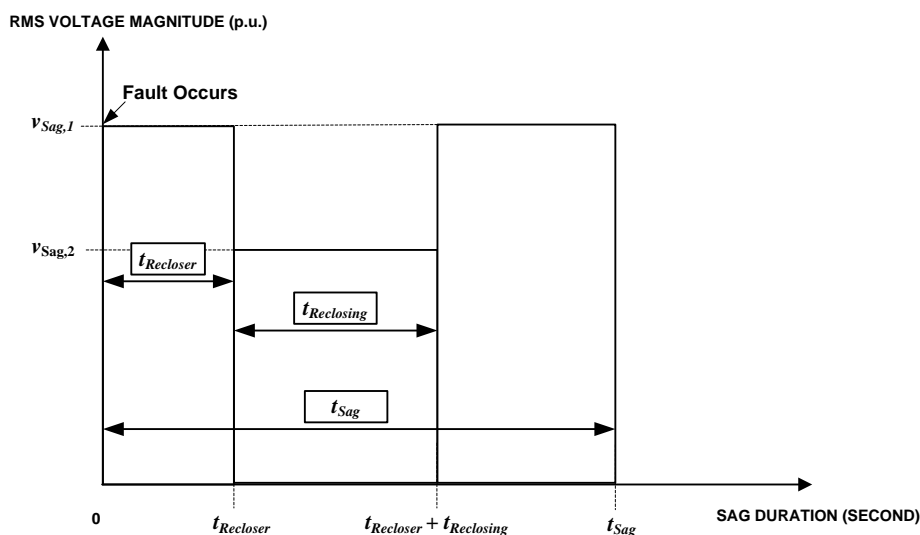 RMS VOLTAGE MAGNITUDE (p.u.)
Fault Occurs
vSag,1
vSag,2
tRecloser
tReclosing
tSag
0
tRecloser
tRecloser + tReclosing
tSag
SAG DURATION (SECOND)